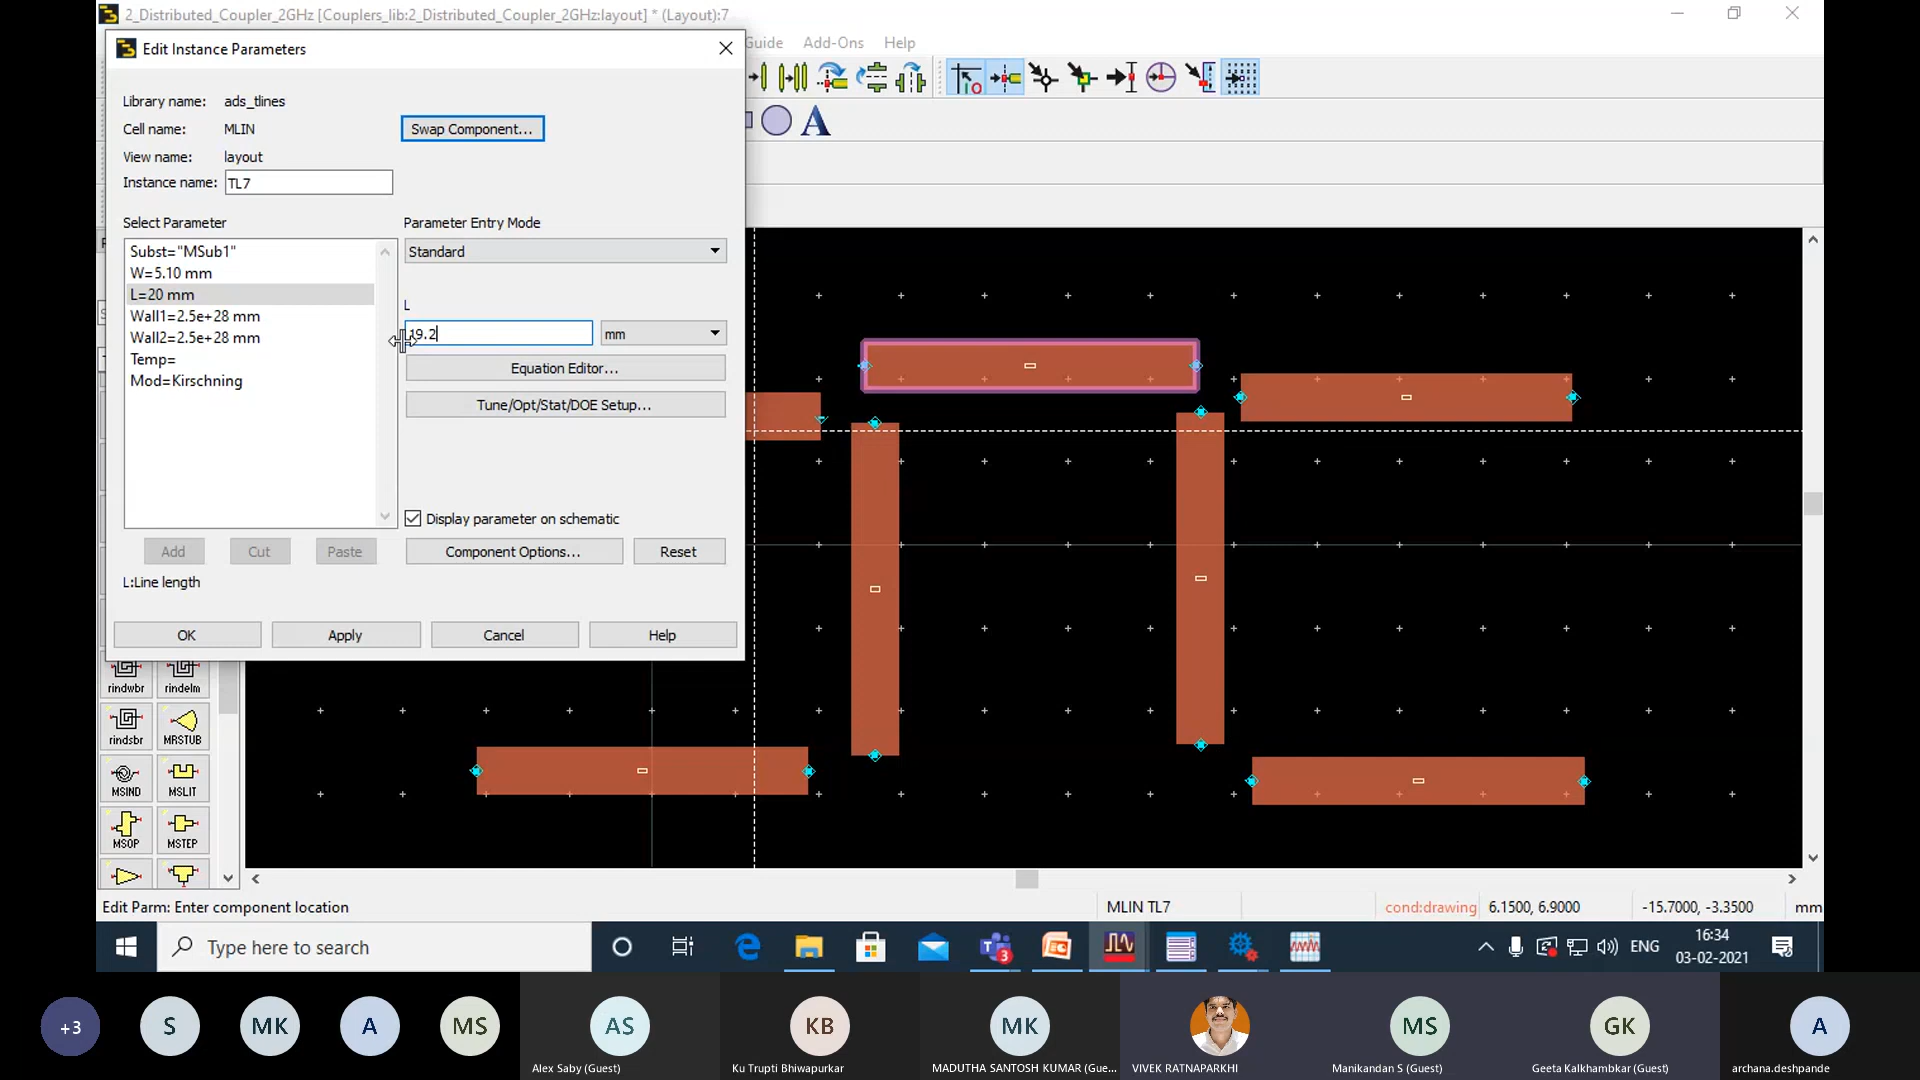 2_Distributed_Coupler_2GHz [Couplers_lib:2_Distributed_Coupler_2GHz:layout] * (Layout):7
Edit Instance Parameters
Guide Add-Ons Help
Library name: ads_tlines
Cell name: MLIN
Swap Component...
View name: layout
Instance name: TL7
Select Parameter
Parameter Entry Mode
Subst="MSub1"
W=5.10 mm
L=20 mm
Wall1=2.5e+28 mm
Wall2=2.5e+28 mm
Temp=
Mod=Kirschning
Standard
L
19.2 mm
Equation Editor...
Tune/Opt/Stat/DOE Setup...
Display parameter on schematic
Add Cut Paste
Component Options... Reset
L:Line length
OK Apply Cancel Help
rindwbr rindelm
rindsbr MRSTUB
MSIND MSLIT
MSOP MSTEP
Edit Parm: Enter component location
MLIN TL7
cond:drawing
6.1500, 6.9000
-15.7000, -3.3500
mm
Type here to search
3
ENG
16:34
03-02-2021
+3
S
MK
A
MS
AS
KB
MK
MS
GK
A
Alex Saby (Guest)
Ku Trupti Bhiwapurkar
MADUTHA SANTOSH KUMAR (Gue...
VIVEK RATNAPARKHI
Manikandan S (Guest)
Geeta Kalkhambkar (Guest)
archana.deshpande